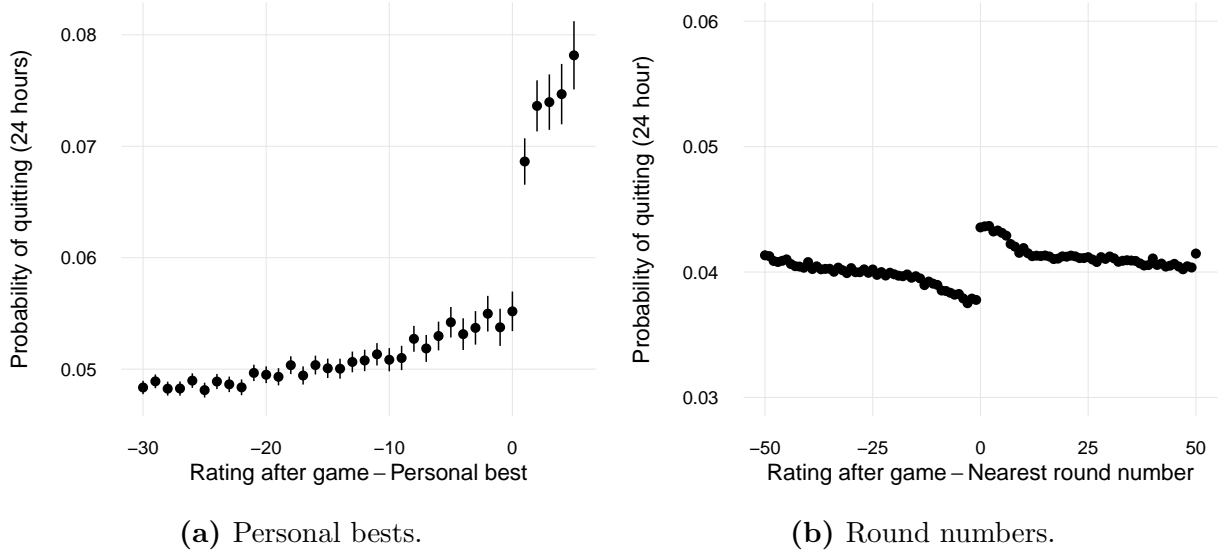 Probability of quitting (24 hours)
0.08
0.07
0.06
0.05
−30
−20
−10
0
Rating after game − Personal best
(a) Personal bests.
Probability of quitting (24 hour)
0.06
0.05
0.04
0.03
−50
−25
0
25
50
Rating after game − Nearest round number
(b) Round numbers.